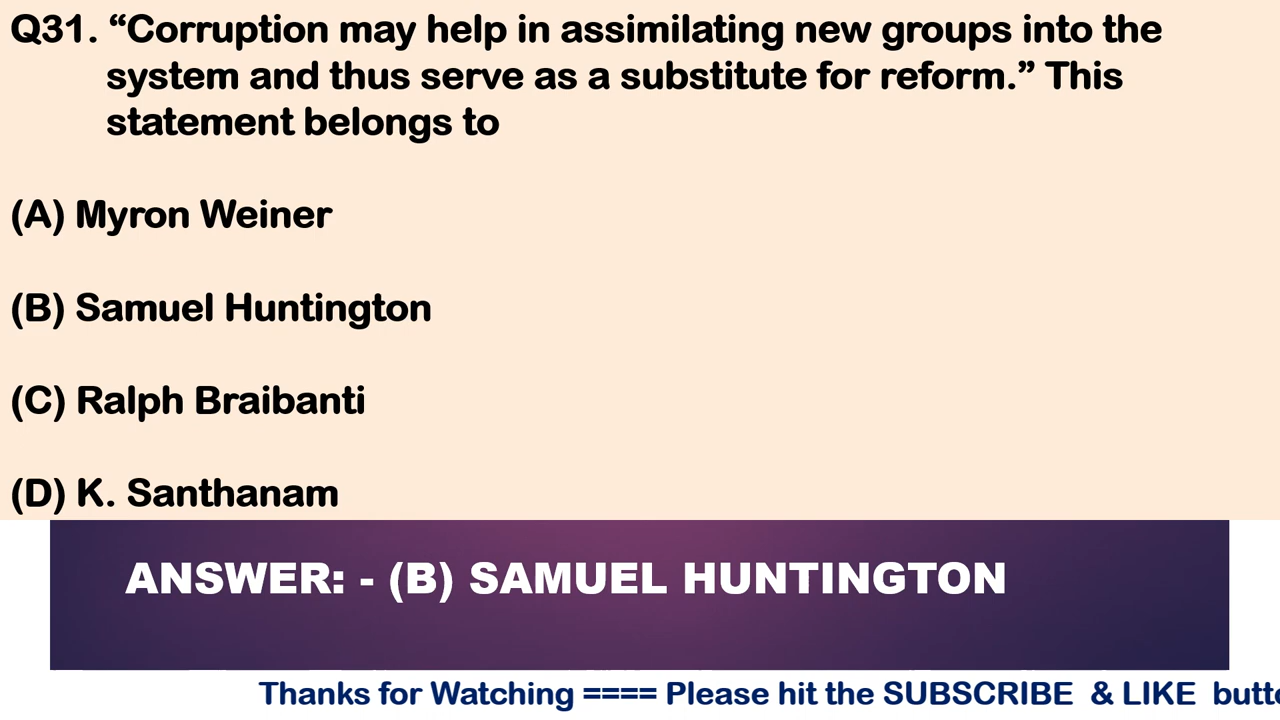 Q31. “Corruption may help in assimilating new groups into the
system and thus serve as a substitute for reform.” This
statement belongs to
(A) Myron Weiner
(B) Samuel Huntington
(C) Ralph Braibanti
(D) K. Santhanam
ANSWER: - (B) SAMUEL HUNTINGTON
Thanks for Watching ==== Please hit the SUBSCRIBE & LIKE